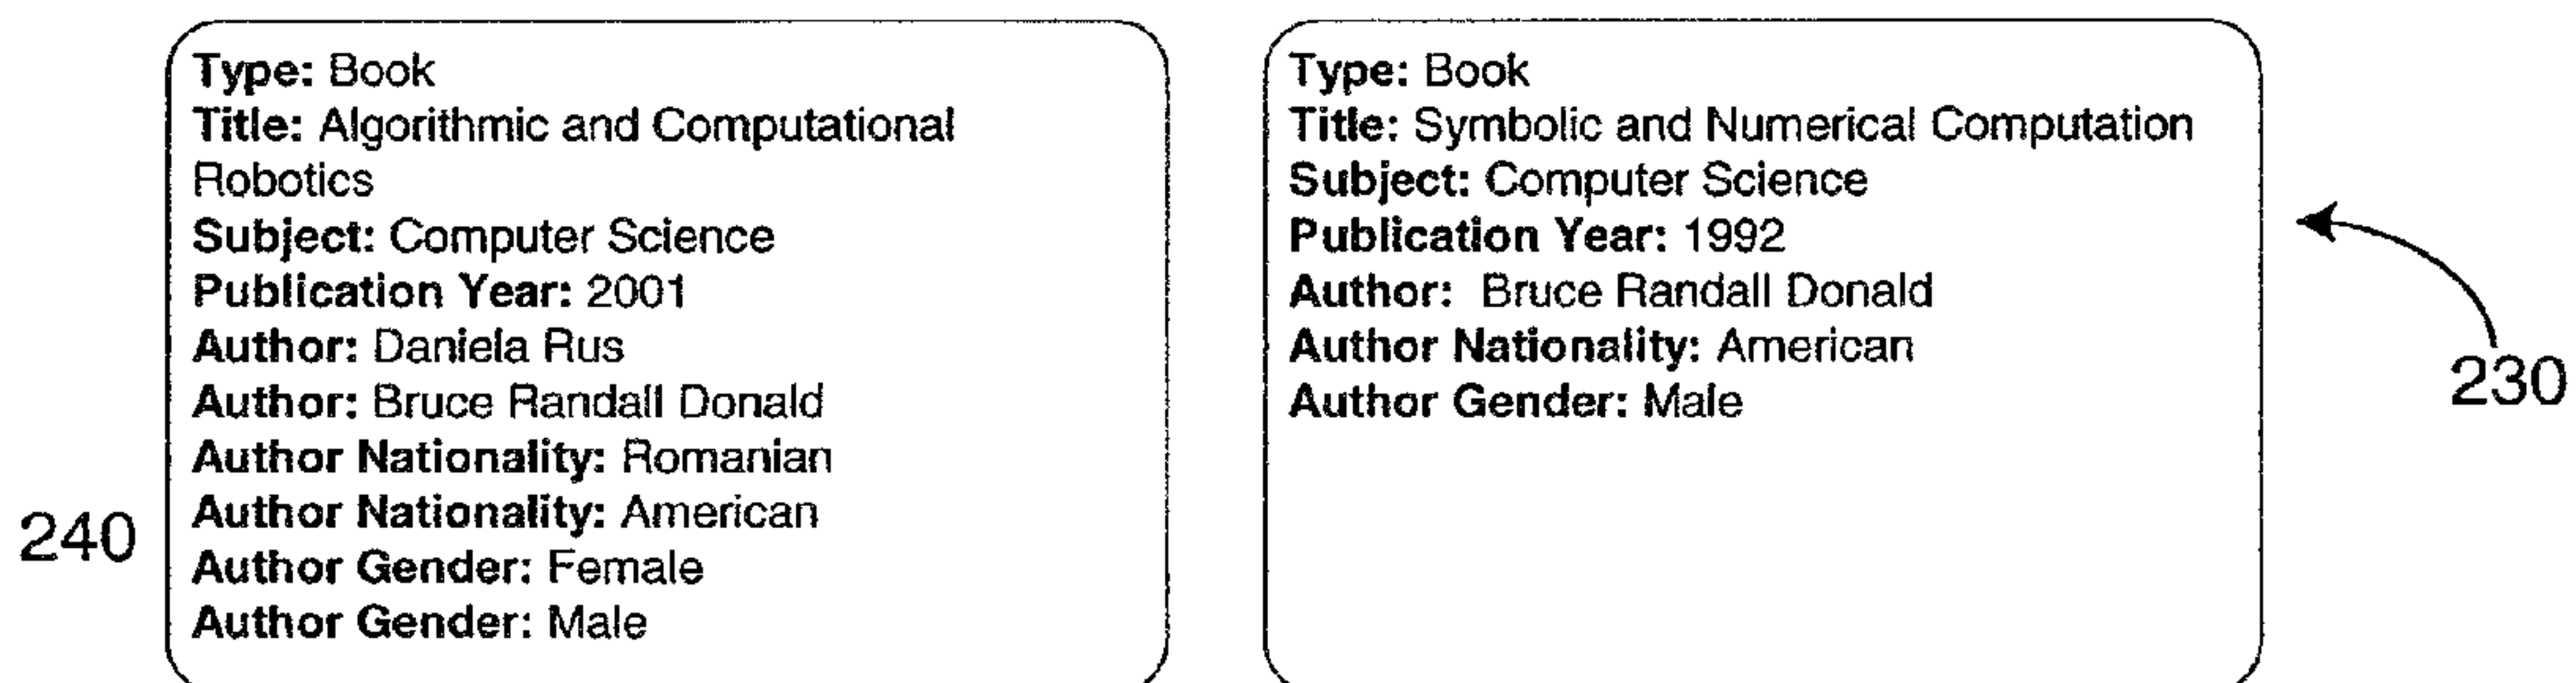 Type: Book
Title: Algorithmic and Computational
Robotics
Subject: Computer Science
Publication Year: 2001
Author: Daniela Rus
Author: Bruce Randall Donald
Author Nationality: Romanian
Author Nationality: American
Author Gender: Female
Author Gender: Male
240
Type: Book
Title: Symbolic and Numerical Computation
Subject: Computer Science
Publication Year: 1992
Author: Bruce Randall Donald
Author Nationality: American
Author Gender: Male
230